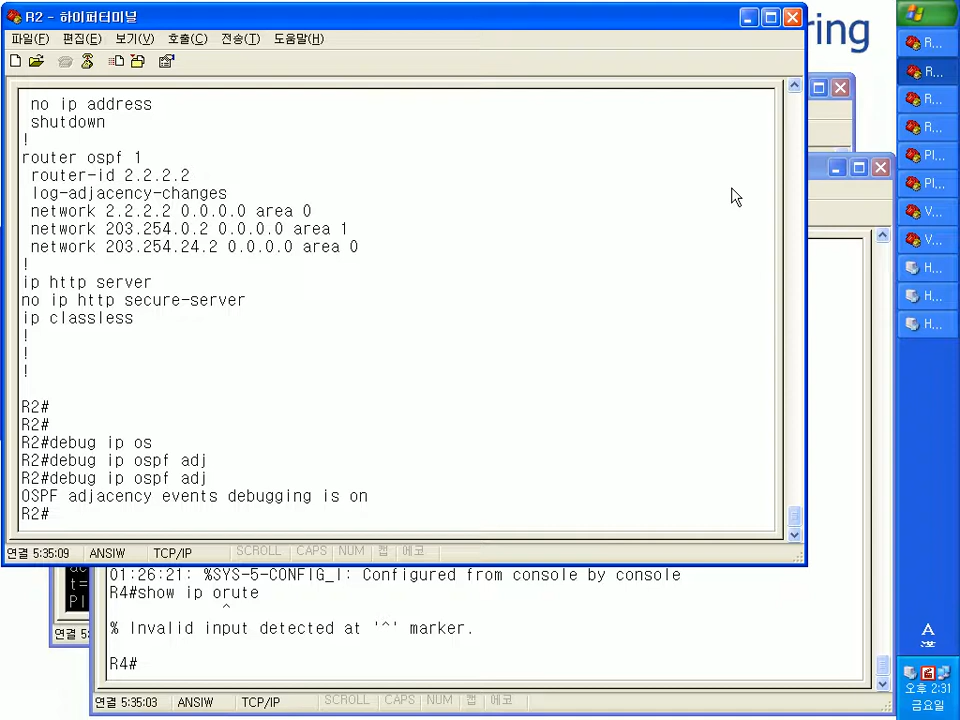 R2 - 하이퍼터미널
파일(F) 편집(E) 보기(V) 호출(C) 전송(T) 도움말(H)
ring
no ip address
shutdown
!
router ospf 1
router-id 2.2.2.2
log-adjacency-changes
network 2.2.2.2 0.0.0.0 area 0
network 203.254.0.2 0.0.0.0 area 1
network 203.254.24.2 0.0.0.0 area 0
!
ip http server
no ip http secure-server
ip classless
!
!
!
R2#
R2#
R2#debug ip os
R2#debug ip ospf adj
R2#debug ip ospf adj
OSPF adjacency events debugging is on
R2#
연결 5:35:09 ANSIW TCP/IP SCROLL CAPS NUM 캡 에코
01:26:21: %SYS-5-CONFIG_I: Configured from console by console
R4#show ip orute
^
% Invalid input detected at '^' marker.
R4#
t=
연결 5:
연결 5:35:03 ANSIW TCP/IP SCROLL CAPS NUM 캡 에코
R...
R...
R...
R...
Pl...
Pl...
V...
V...
H...
H...
H...
A
漢
오후 2:31
금요일